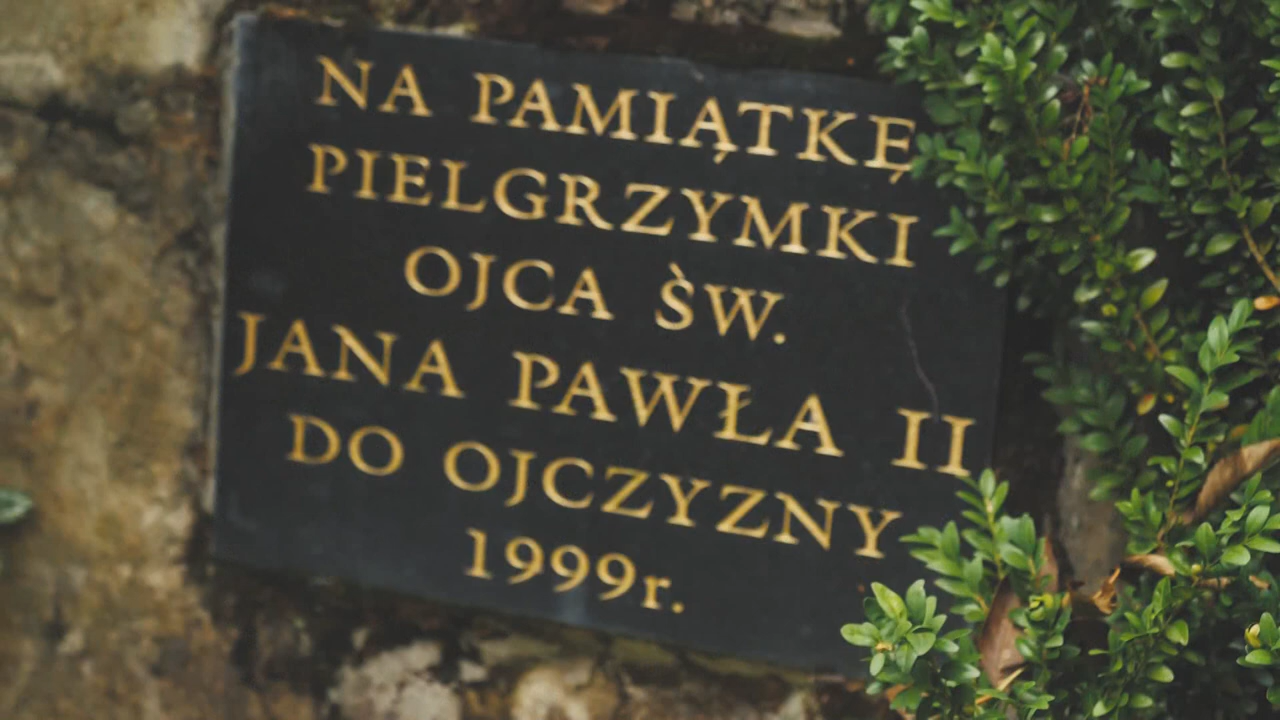 NA PAMIĄTKĘ
PIELGRZYMKI
OJCA ŚW.
JANA PAWŁA II
DO OJCZYZNY
1999r.